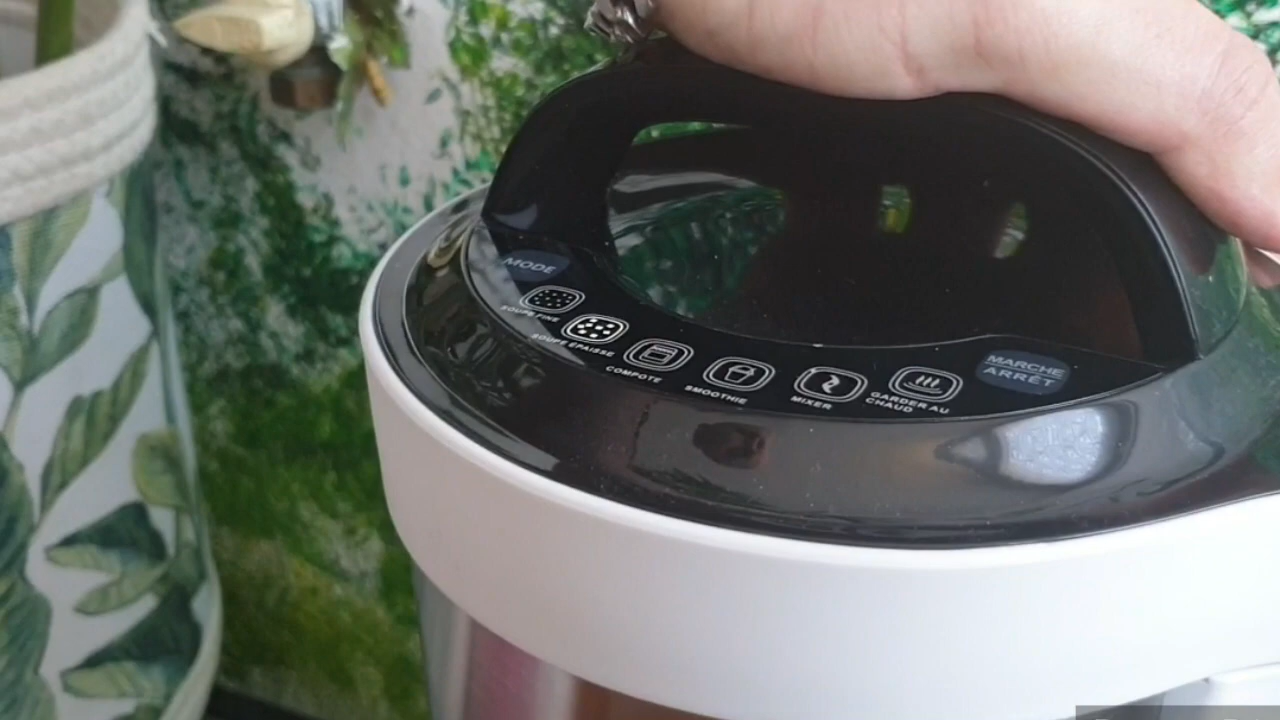 MODE
SOUPE FINE
SOUPE ÉPAISSE
COMPOTE
SMOOTHIE
MIXER
GARDER AU
CHAUD
MARCHE
ARRÊT